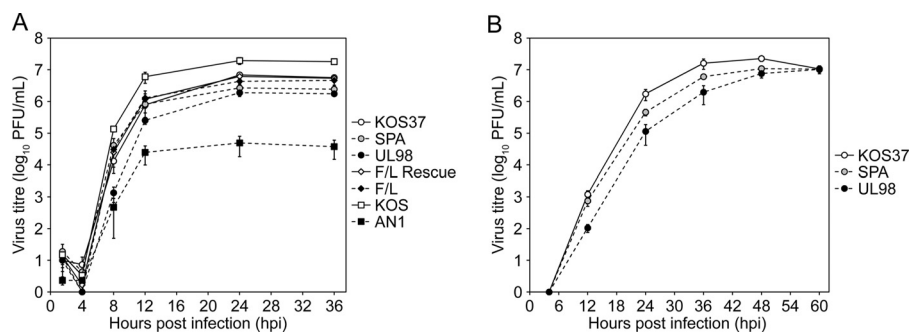 A
Virus titre (log10 PFU/mL)
8
7
6
5
4
3
2
1
0
0 4 8 12 16 20 24 28 32 36
Hours post infection (hpi)
KOS37
SPA
UL98
F/L Rescue
F/L
KOS
AN1
B
Virus titre (log10 PFU/mL)
8
7
6
5
4
3
2
1
0
0 6 12 18 24 30 36 42 48 54 60
Hours post infection (hpi)
KOS37
SPA
UL98